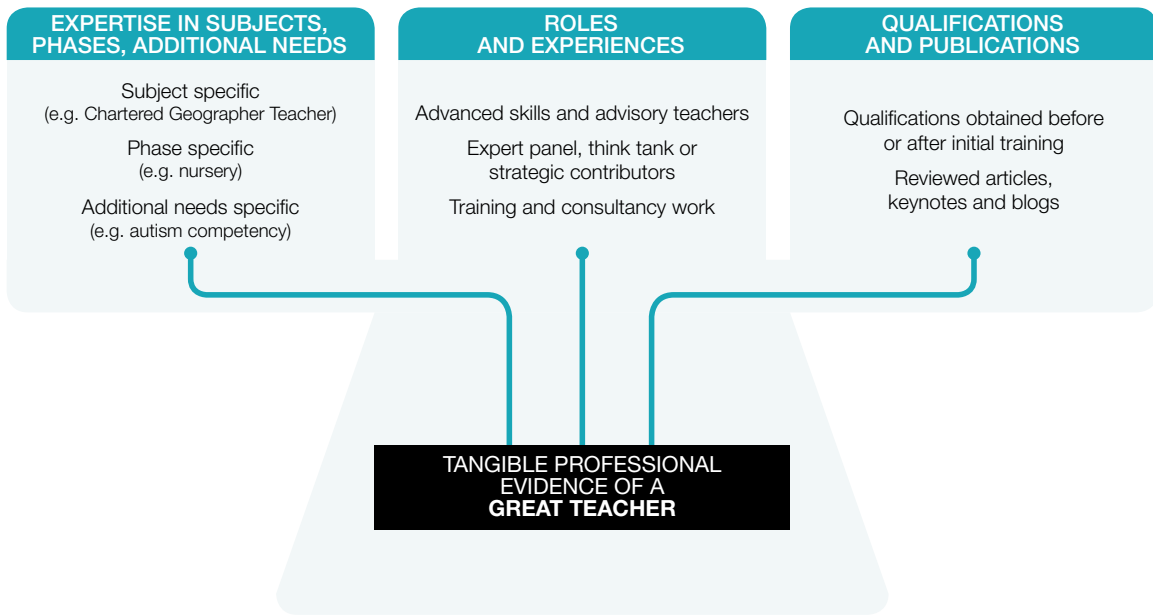 EXPERTISE IN SUBJECTS,
PHASES, ADDITIONAL NEEDS
Subject specific
(e.g. Chartered Geographer Teacher)
Phase specific
(e.g. nursery)
Additional needs specific
(e.g. autism competency)
ROLES
AND EXPERIENCES
Advanced skills and advisory teachers
Expert panel, think tank or
strategic contributors
Training and consultancy work
QUALIFICATIONS
AND PUBLICATIONS
Qualifications obtained before
or after initial training
Reviewed articles,
keynotes and blogs
TANGIBLE PROFESSIONAL
EVIDENCE OF A
GREAT TEACHER